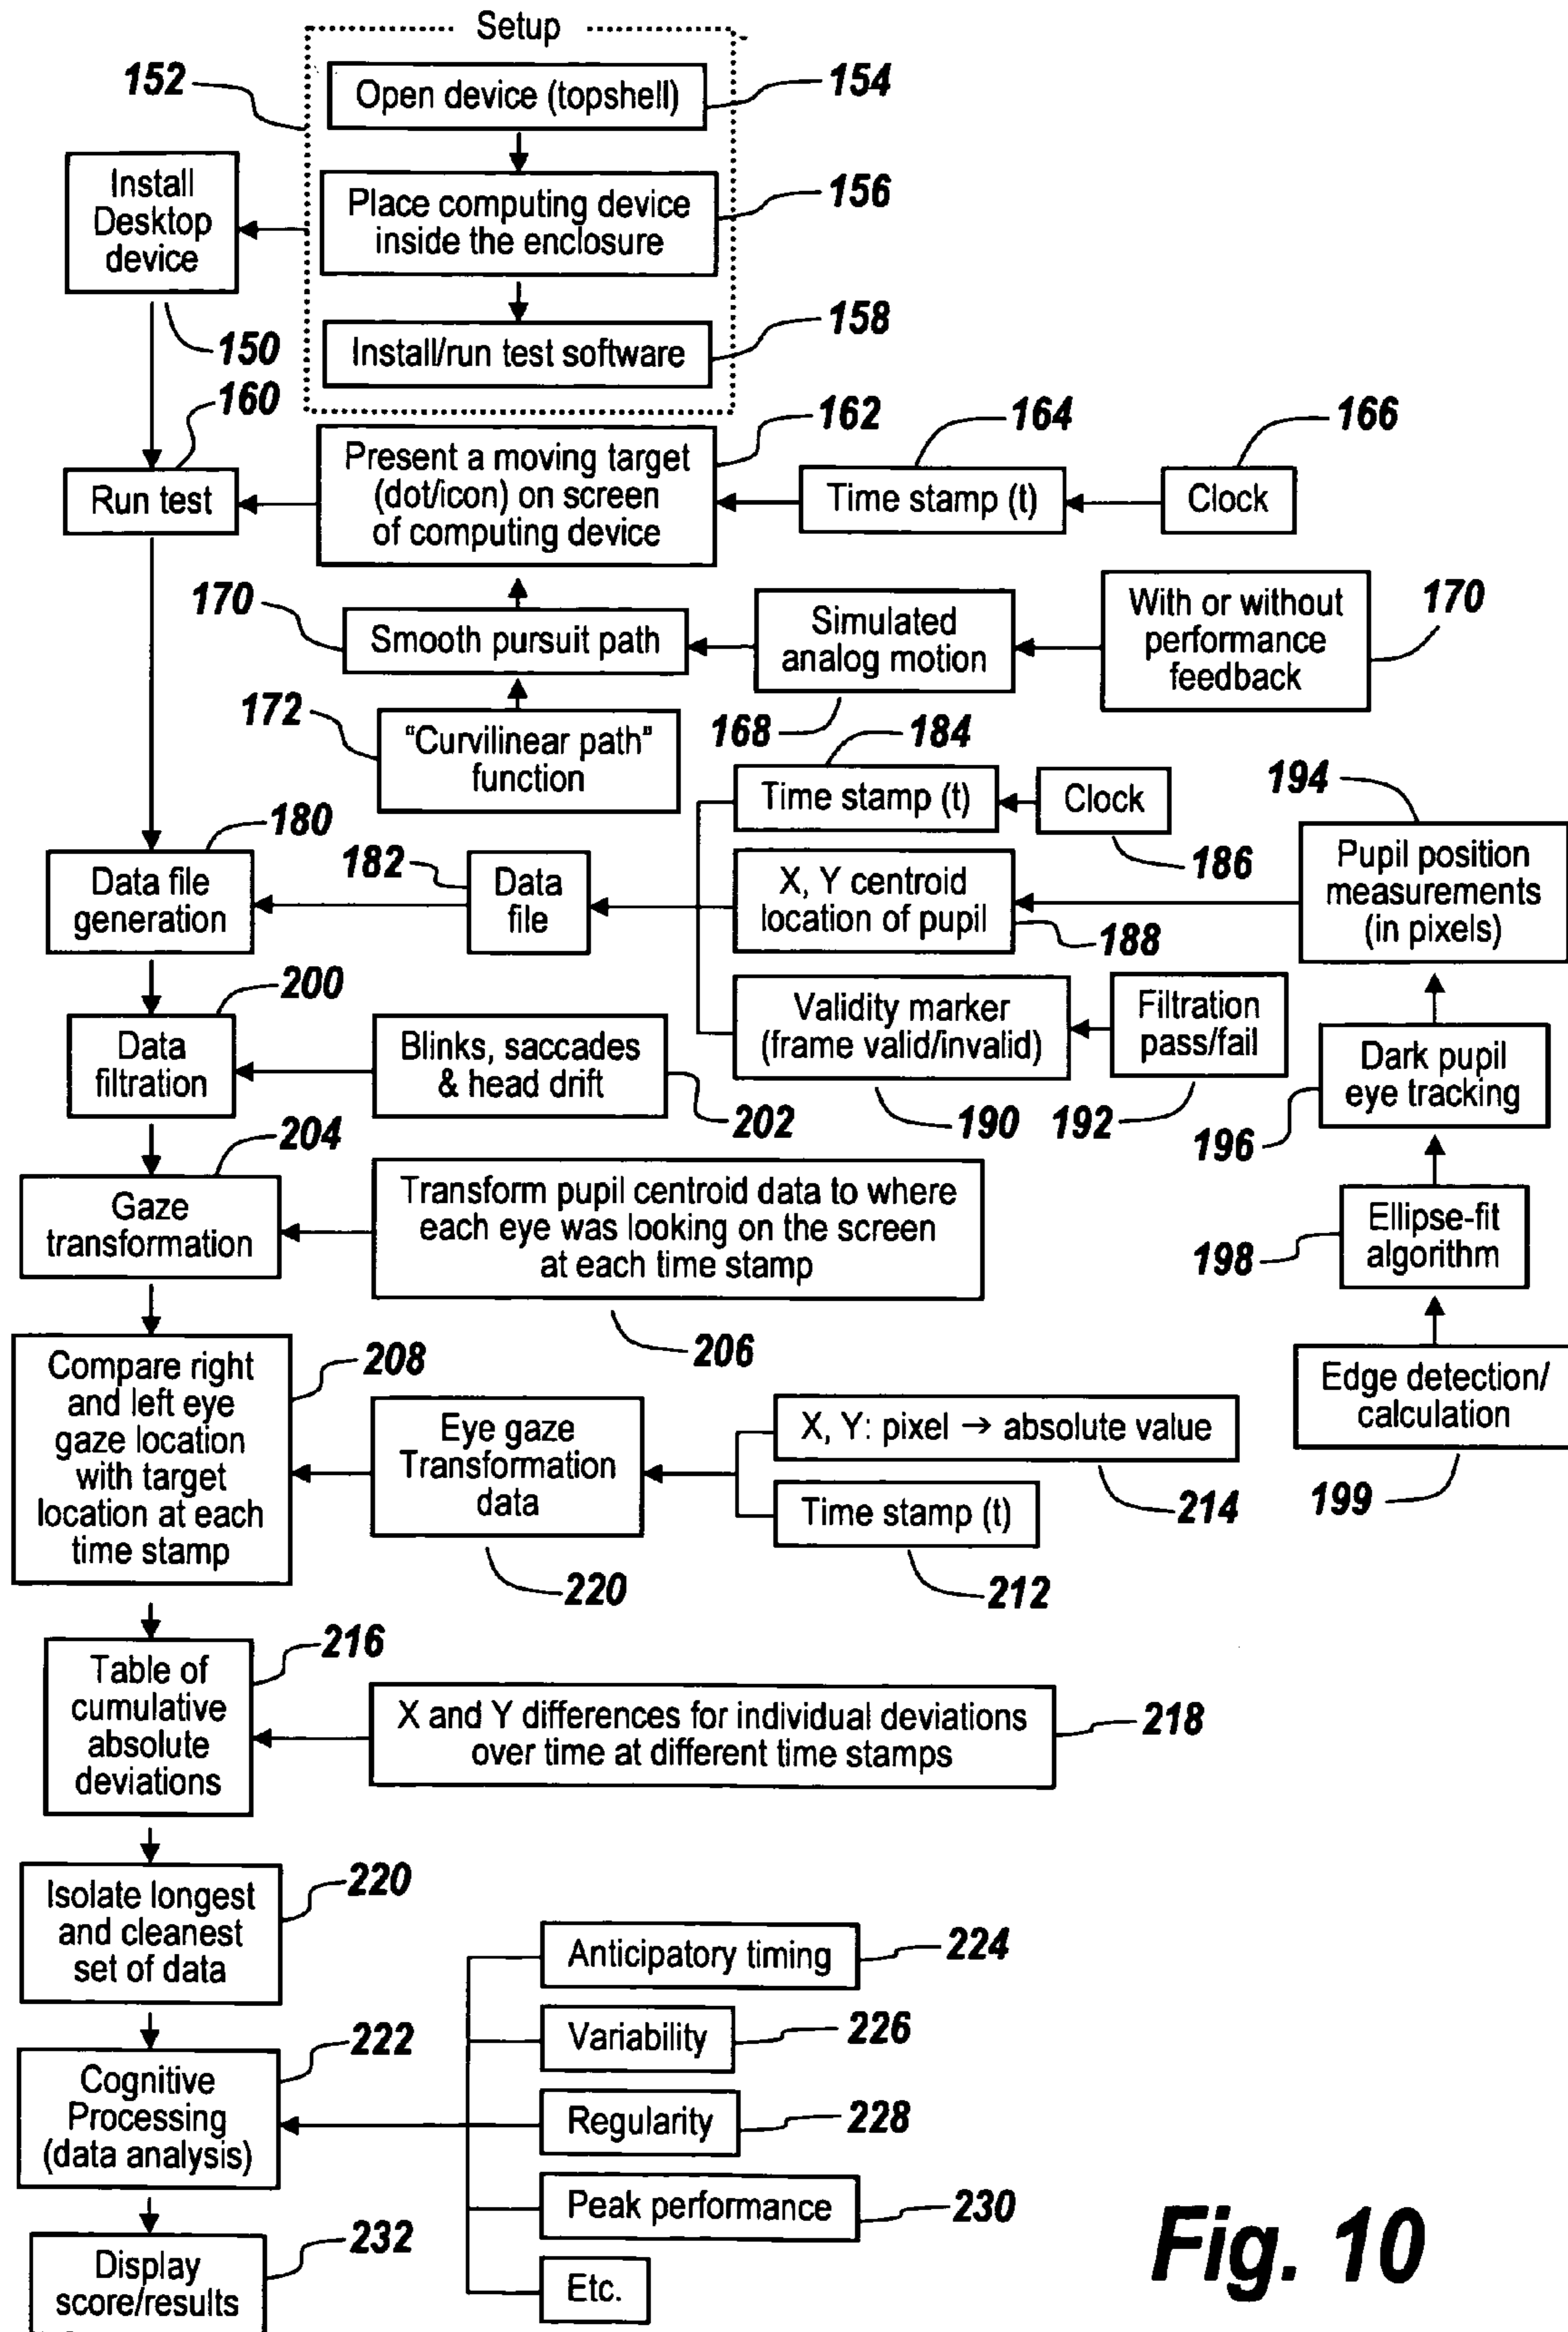 Setup
152
Open device (topshell)
154
Install
Desktop
device
150
Place computing device
inside the enclosure
156
Install/run test software
158
160
Run test
Present a moving target
(dot/icon) on screen
of computing device
162
Time stamp (t)
164
Clock
166
170
Smooth pursuit path
Simulated
analog motion
168
With or without
performance
feedback
170
172
"Curvilinear path"
function
184
Time stamp (t)
Clock
186
194
Pupil position
measurements
(in pixels)
180
Data file
generation
182
Data
file
X, Y centroid
location of pupil
188
200
Data
filtration
Blinks, saccades
& head drift
202
Validity marker
(frame valid/invalid)
190
Filtration
pass/fail
192
Dark pupil
eye tracking
196
204
Gaze
transformation
Transform pupil centroid data to where
each eye was looking on the screen
at each time stamp
206
Ellipse-fit
algorithm
198
Edge detection/
calculation
199
Compare right
and left eye
gaze location
with target
location at each
time stamp
208
Eye gaze
Transformation
data
220
X, Y: pixel → absolute value
214
Time stamp (t)
212
216
Table of
cumulative
absolute
deviations
X and Y differences for individual deviations
over time at different time stamps
218
Isolate longest
and cleanest
set of data
220
Anticipatory timing
224
Variability
226
222
Cognitive
Processing
(data analysis)
Regularity
228
Peak performance
230
Etc.
Display
score/results
232
Fig. 10